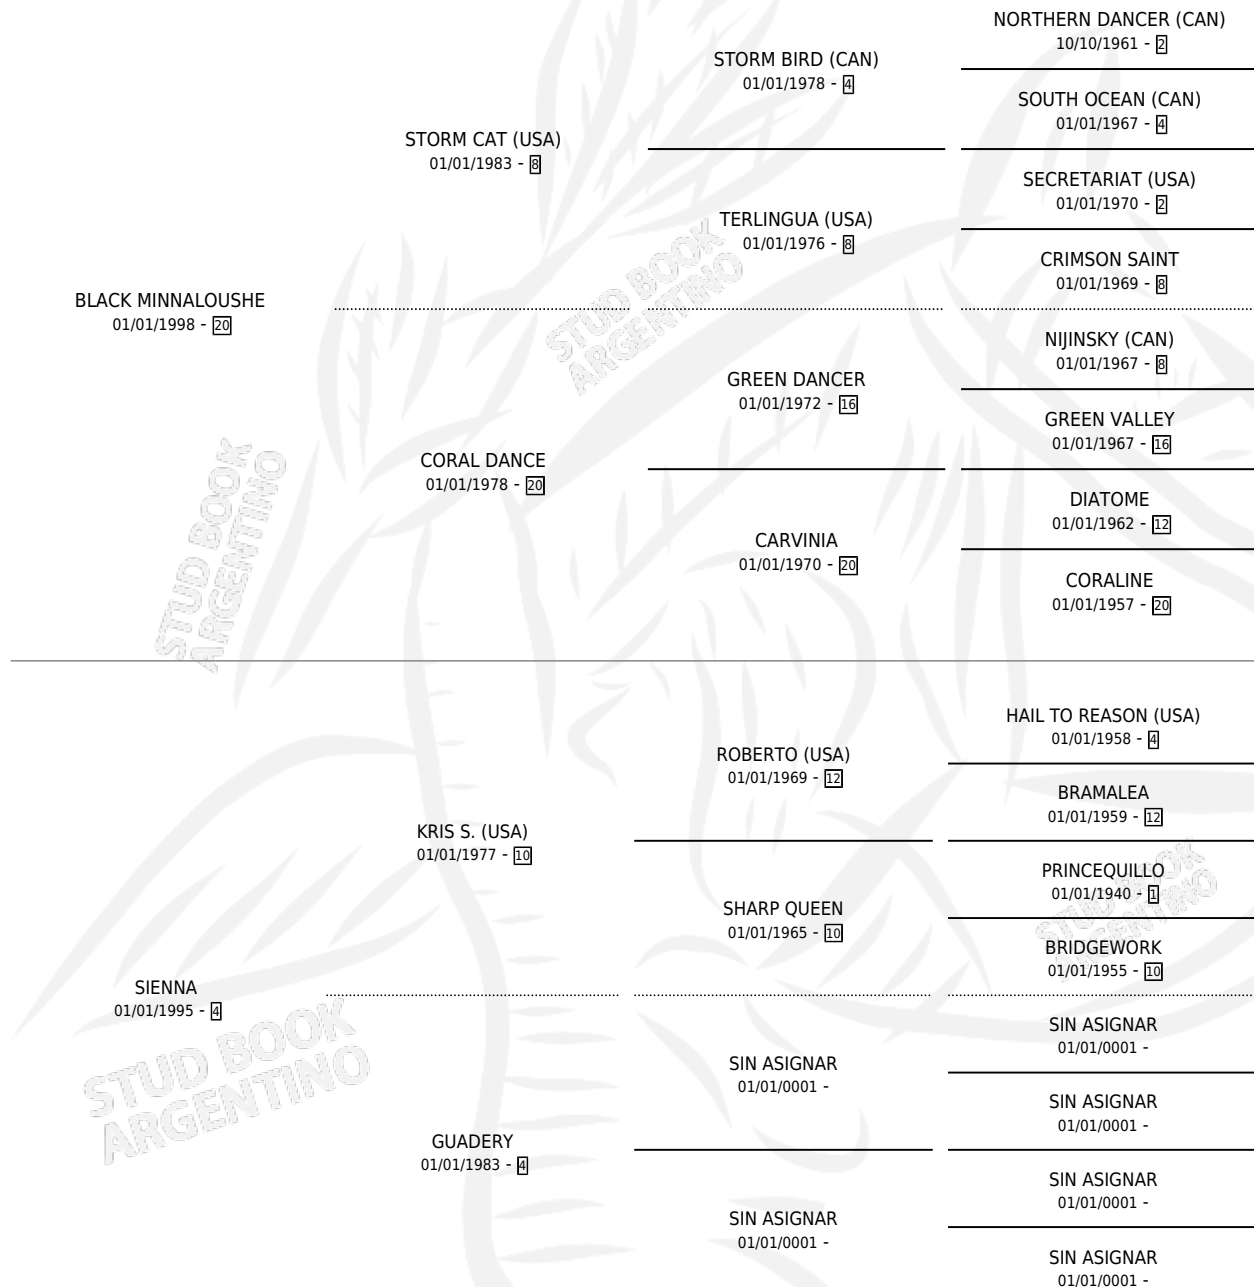 NORTHERN DANCER (CAN)
10/10/1961 - 2
STORM BIRD (CAN)
01/01/1978 - 4
SOUTH OCEAN (CAN)
01/01/1967 - 4
STORM CAT (USA)
01/01/1983 - 8
SECRETARIAT (USA)
01/01/1970 - 2
TERLINGUA (USA)
01/01/1976 - 8
CRIMSON SAINT
01/01/1969 - 8
BLACK MINNALOUSHE
01/01/1998 - 20
NIJINSKY (CAN)
01/01/1967 - 8
GREEN DANCER
01/01/1972 - 16
GREEN VALLEY
01/01/1967 - 16
CORAL DANCE
01/01/1978 - 20
DIATOME
01/01/1962 - 12
CARVINIA
01/01/1970 - 20
CORALINE
01/01/1957 - 20
STUD BOOK
ARGENTINO
STUD BOOK
ARGENTINO
HAIL TO REASON (USA)
01/01/1958 - 4
ROBERTO (USA)
01/01/1969 - 12
BRAMALEA
01/01/1959 - 12
KRIS S. (USA)
01/01/1977 - 10
PRINCEQUILLO
01/01/1940 - 1
SHARP QUEEN
01/01/1965 - 10
BRIDGEWORK
01/01/1955 - 10
SIENNA
01/01/1995 - 4
SIN ASIGNAR
01/01/0001 -
SIN ASIGNAR
01/01/0001 -
SIN ASIGNAR
01/01/0001 -
GUADERY
01/01/1983 - 4
SIN ASIGNAR
01/01/0001 -
SIN ASIGNAR
01/01/0001 -
SIN ASIGNAR
01/01/0001 -
STUD BOOK
ARGENTINO
STUD BOOK
ARGENTINO